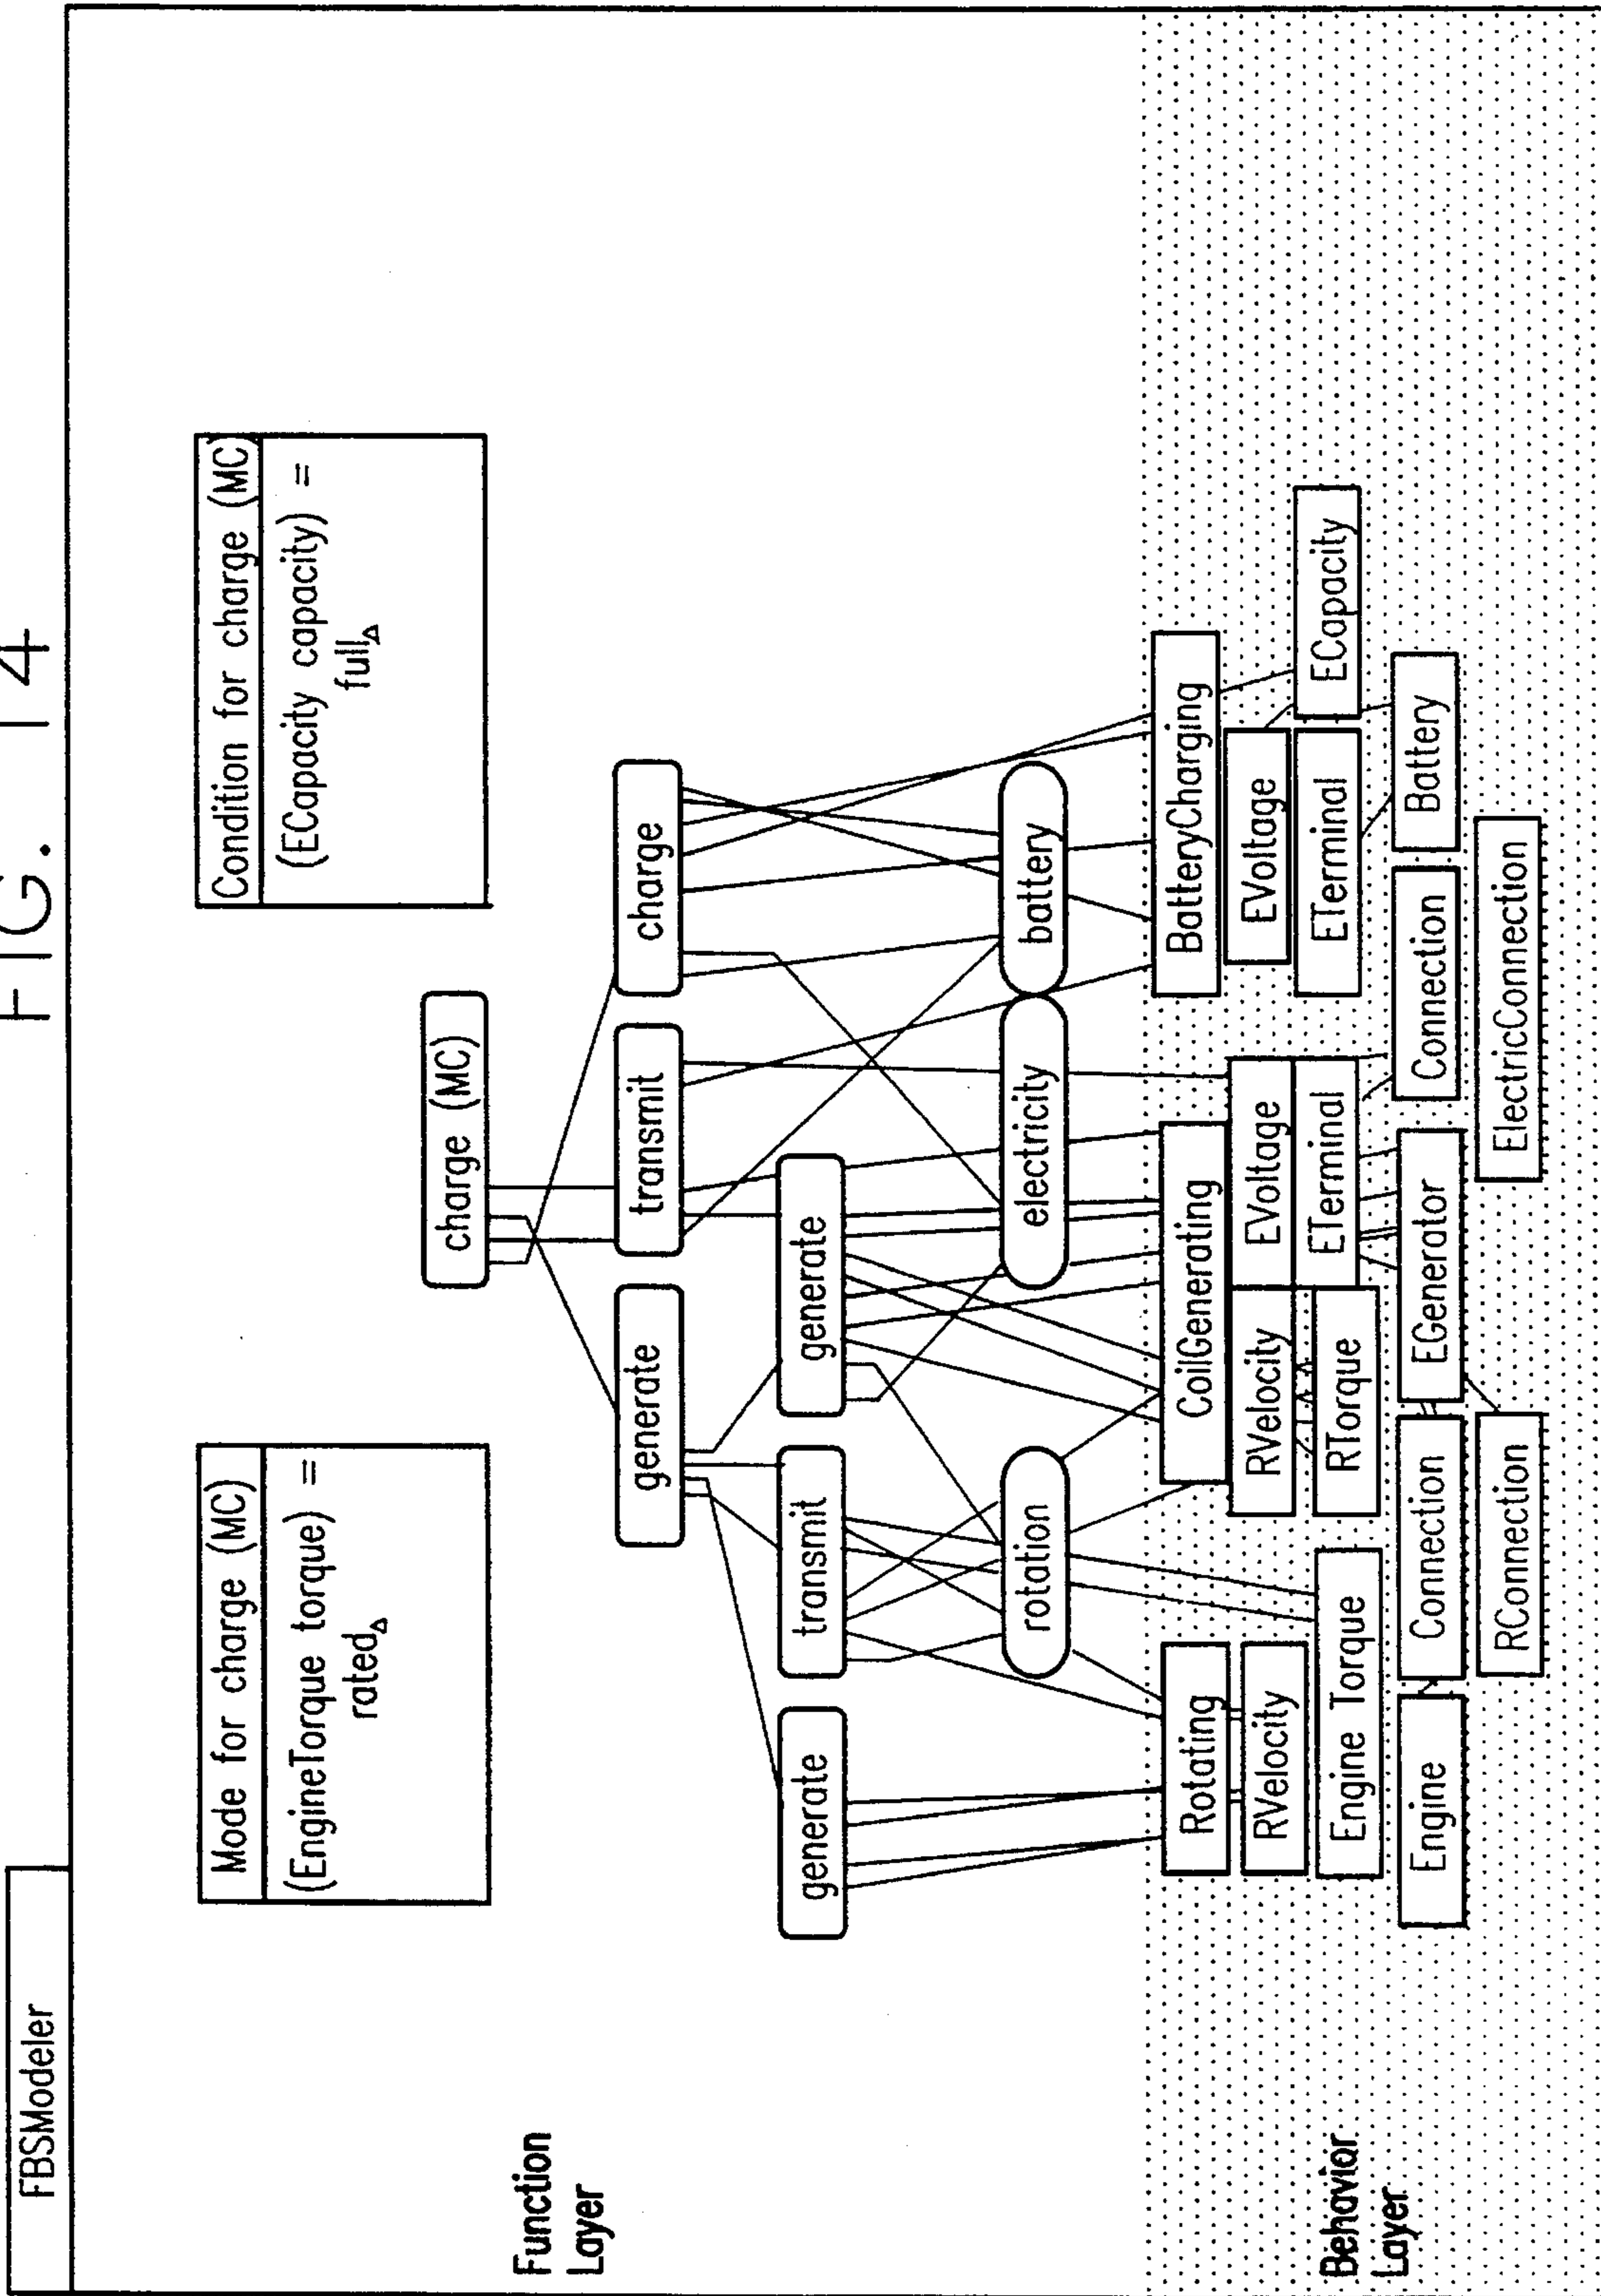 FIG. 14
FBSModeler
Mode for charge (MC)
(EngineTorque torque) =
rated
Condition for charge (MC)
(ECapacity capacity) =
full
charge (MC)
Function
Layer
generate
transmit
charge
generate
transmit
generate
rotation
electricity
battery
Rotating
CoilGenerating
BatteryCharging
RVelocity
RVelocity
EVoltage
EVoltage
Engine Torque
RTorque
ETerminal
ETerminal
ECapacity
Behavior
Layer
Engine
Connection
EGenerator
Connection
Battery
RConnection
ElectricConnection